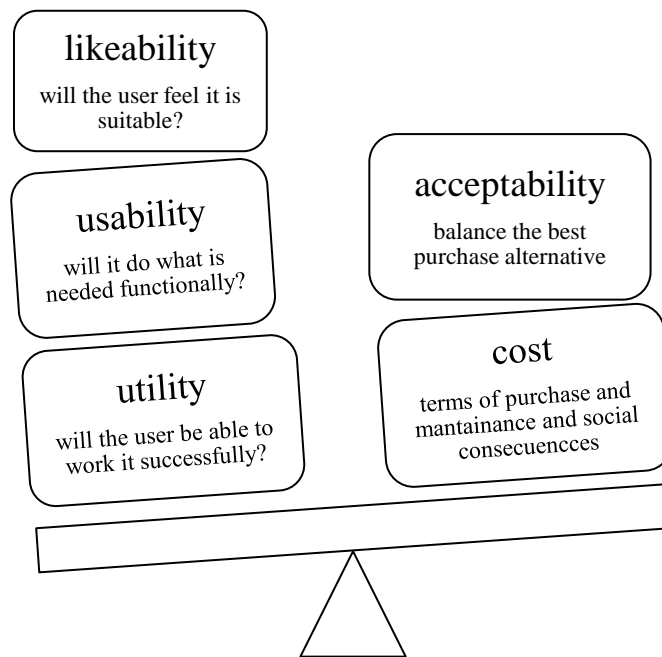 likeability
will the user feel it is
suitable?
usability
will it do what is
needed functionally?
utility
will the user be able to
work it successfully?
acceptability
balance the best
purchase alternative
cost
terms of purchase and
mantainance and social
consecuencces